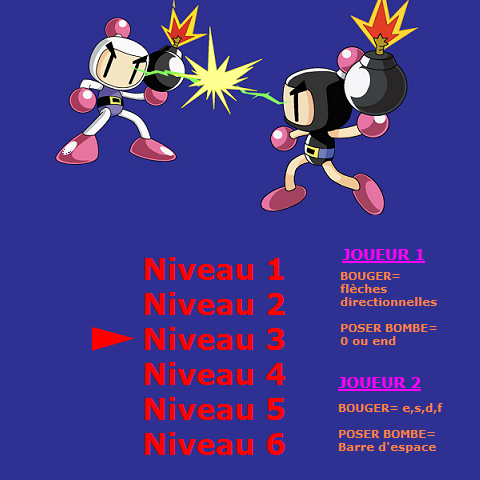 Niveau 1
Niveau 2
Niveau 3
Niveau 4
Niveau 5
Niveau 6
JOUEUR 1
BOUGER=
flèches
directionnelles
POSER BOMBE=
0 ou end
JOUEUR 2
BOUGER= e,s,d,f
POSER BOMBE=
Barre d'espace